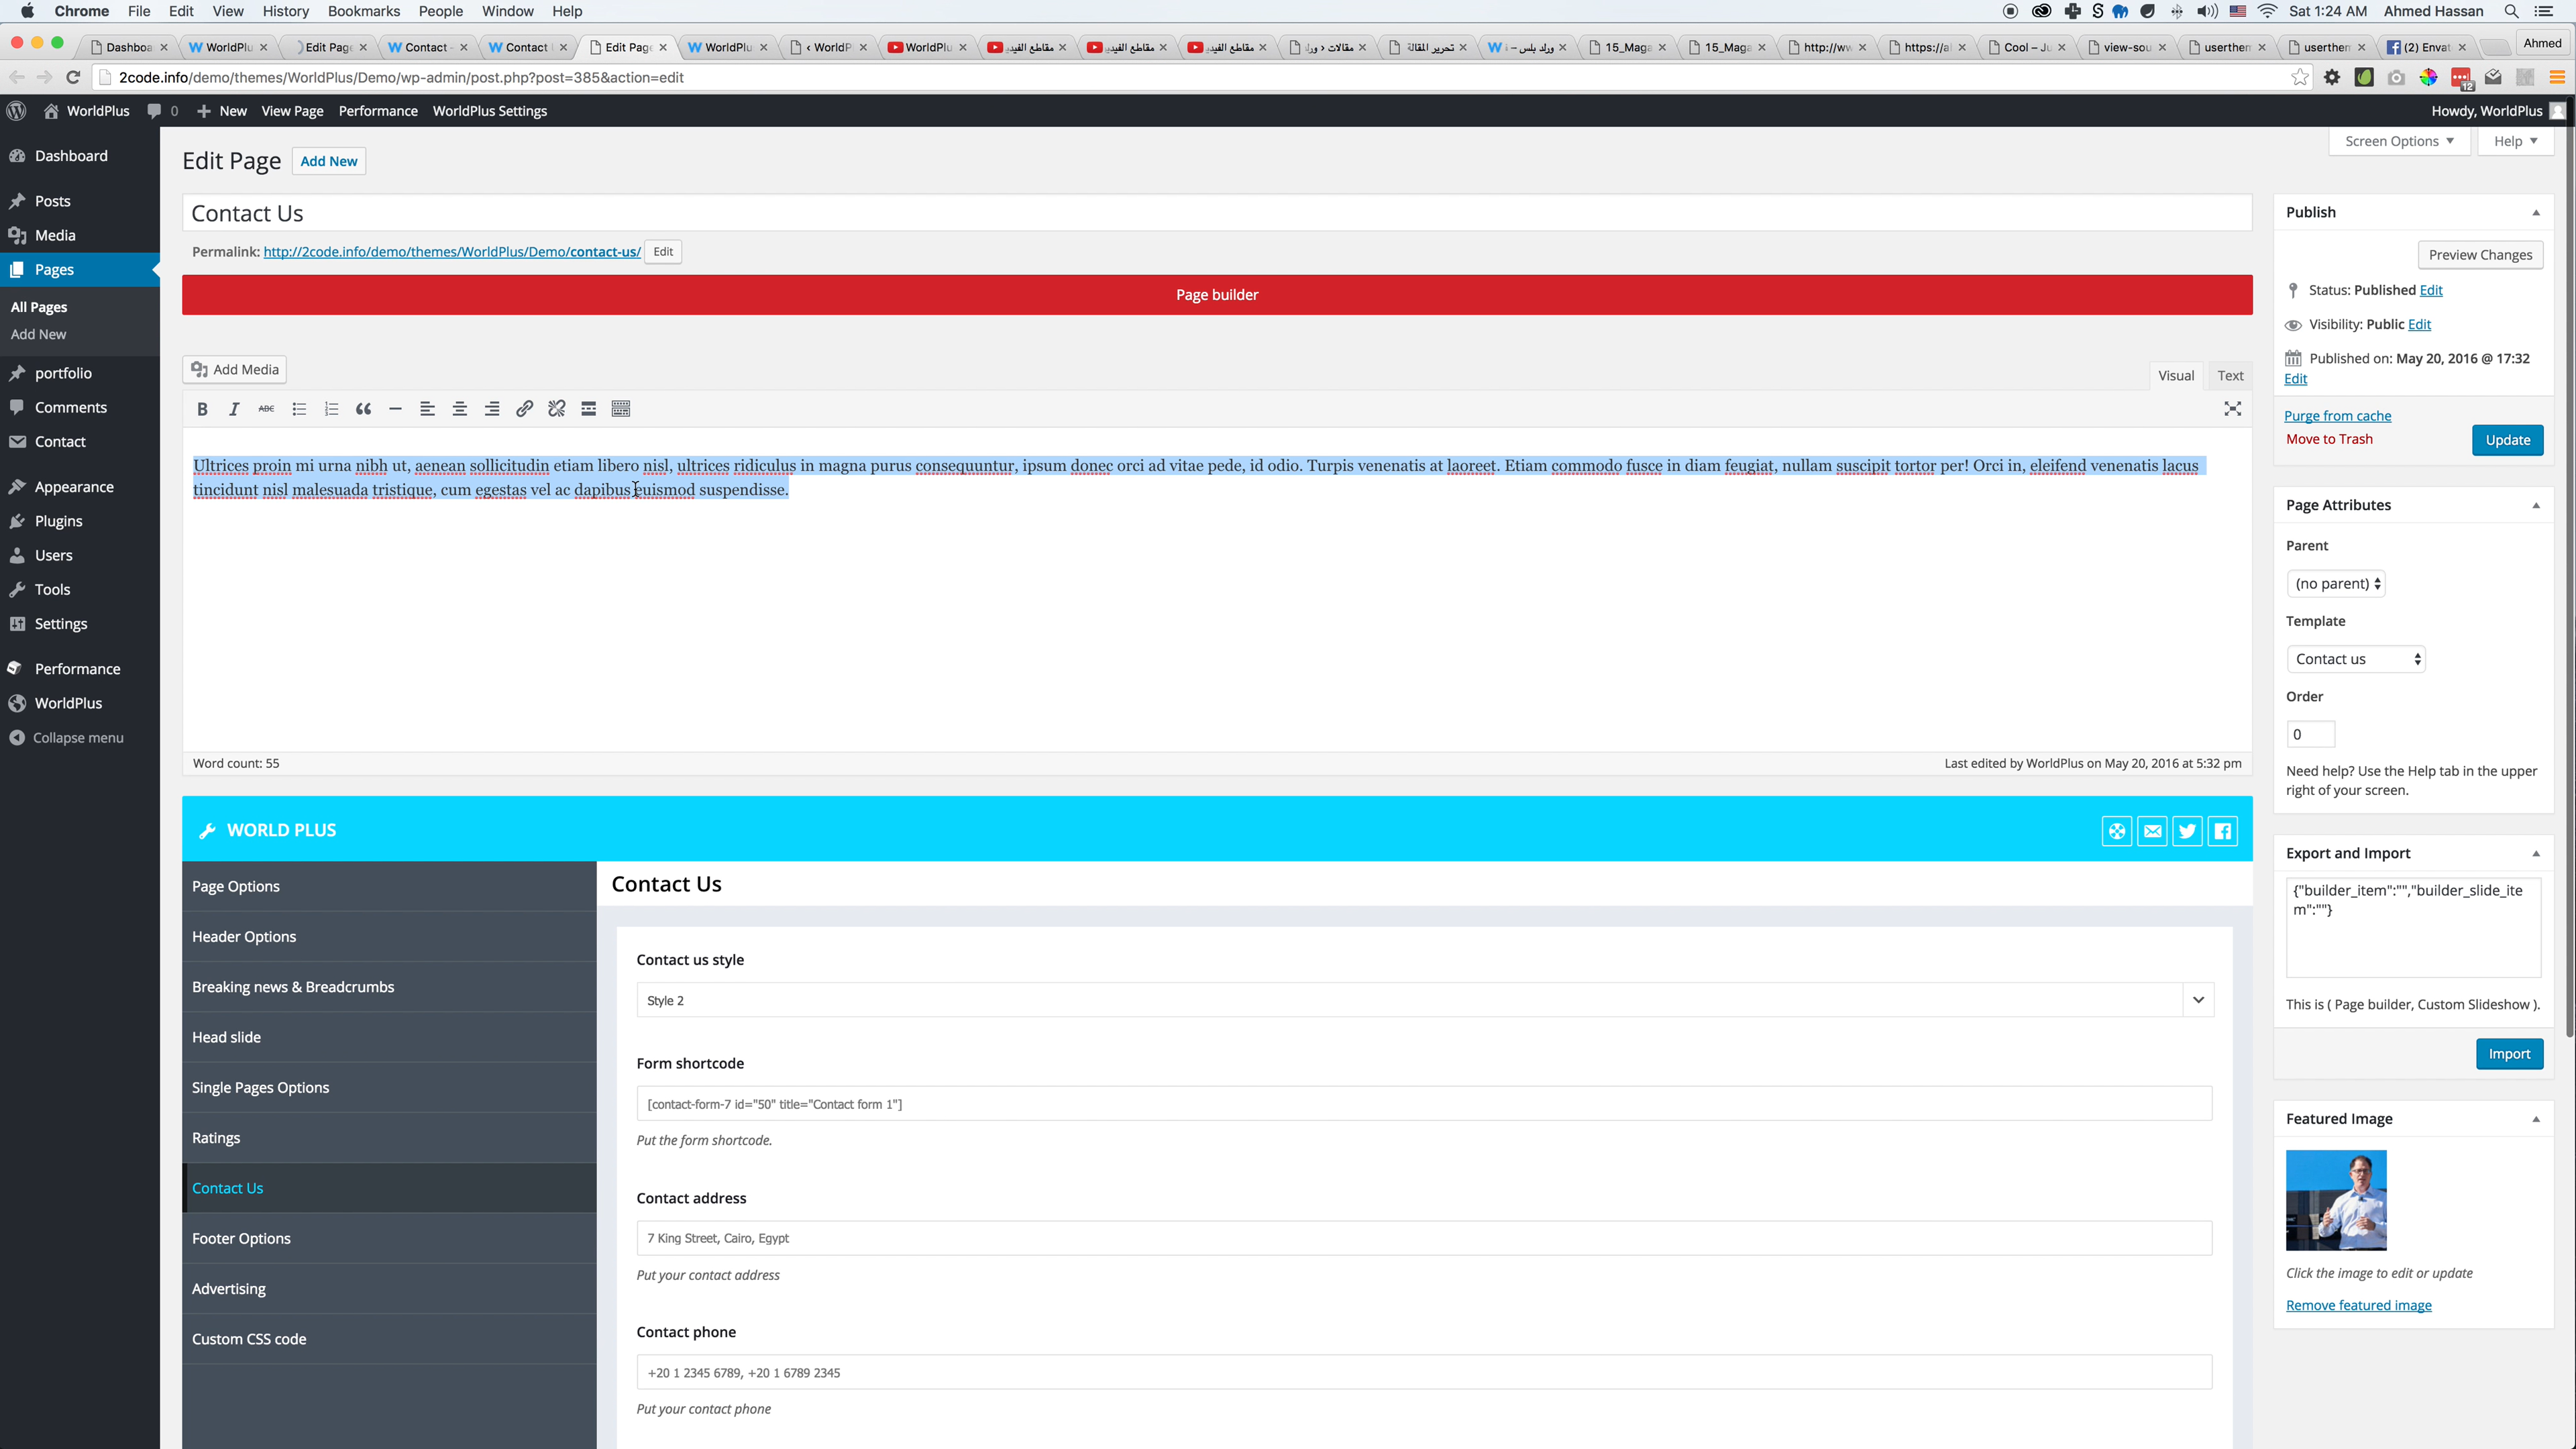 Chrome File Edit View History Bookmarks People Window Help
Sat 1:24 AM Ahmed Hassan
Dashboa WorldPlu Edit Page Contact - Contact Edit Page WorldPlu ‹ WorldP WorldPlu مقاطع الفيدي مقاطع الفيدي مقاطع الفيدي مقالات ‹ ورلد تحرير المقالة ورلد بلس – 15_Maga 15_Maga http://ww https://al Cool – Ju view-sou userthem userthem (2) Envat Ahmed
2code.info/demo/themes/WorldPlus/Demo/wp-admin/post.php?post=385&action=edit
12
WorldPlus 0 New View Page Performance WorldPlus Settings Howdy, WorldPlus
Screen Options Help
Dashboard
Posts
Media
Pages
All Pages
Add New
portfolio
Comments
Contact
Appearance
Plugins
Users
Tools
Settings
Performance
WorldPlus
Collapse menu
Edit Page Add New
Contact Us
Permalink: http://2code.info/demo/themes/WorldPlus/Demo/contact-us/ Edit
Page builder
Add Media
Visual Text
B I ABC
Ultrices proin mi urna nibh ut, aenean sollicitudin etiam libero nisl, ultrices ridiculus in magna purus consequuntur, ipsum donec orci ad vitae pede, id odio. Turpis venenatis at laoreet. Etiam commodo fusce in diam feugiat, nullam suscipit tortor per! Orci in, eleifend venenatis lacus
tincidunt nisl malesuada tristique, cum egestas vel ac dapibus euismod suspendisse.
Word count: 55 Last edited by WorldPlus on May 20, 2016 at 5:32 pm
WORLD PLUS
Page Options
Header Options
Breaking news & Breadcrumbs
Head slide
Single Pages Options
Ratings
Contact Us
Footer Options
Advertising
Custom CSS code
Contact Us
Contact us style
Style 2
Form shortcode
[contact-form-7 id="50" title="Contact form 1"]
Put the form shortcode.
Contact address
7 King Street, Cairo, Egypt
Put your contact address
Contact phone
+20 1 2345 6789, +20 1 6789 2345
Put your contact phone
Publish
Preview Changes
Status: Published Edit
Visibility: Public Edit
Published on: May 20, 2016 @ 17:32
Edit
Purge from cache
Move to Trash
Update
Page Attributes
Parent
(no parent)
Template
Contact us
Order
0
Need help? Use the Help tab in the upper
right of your screen.
Export and Import
{"builder_item":"","builder_slide_ite
m":""}
This is ( Page builder, Custom Slideshow ).
Import
Featured Image
Click the image to edit or update
Remove featured image